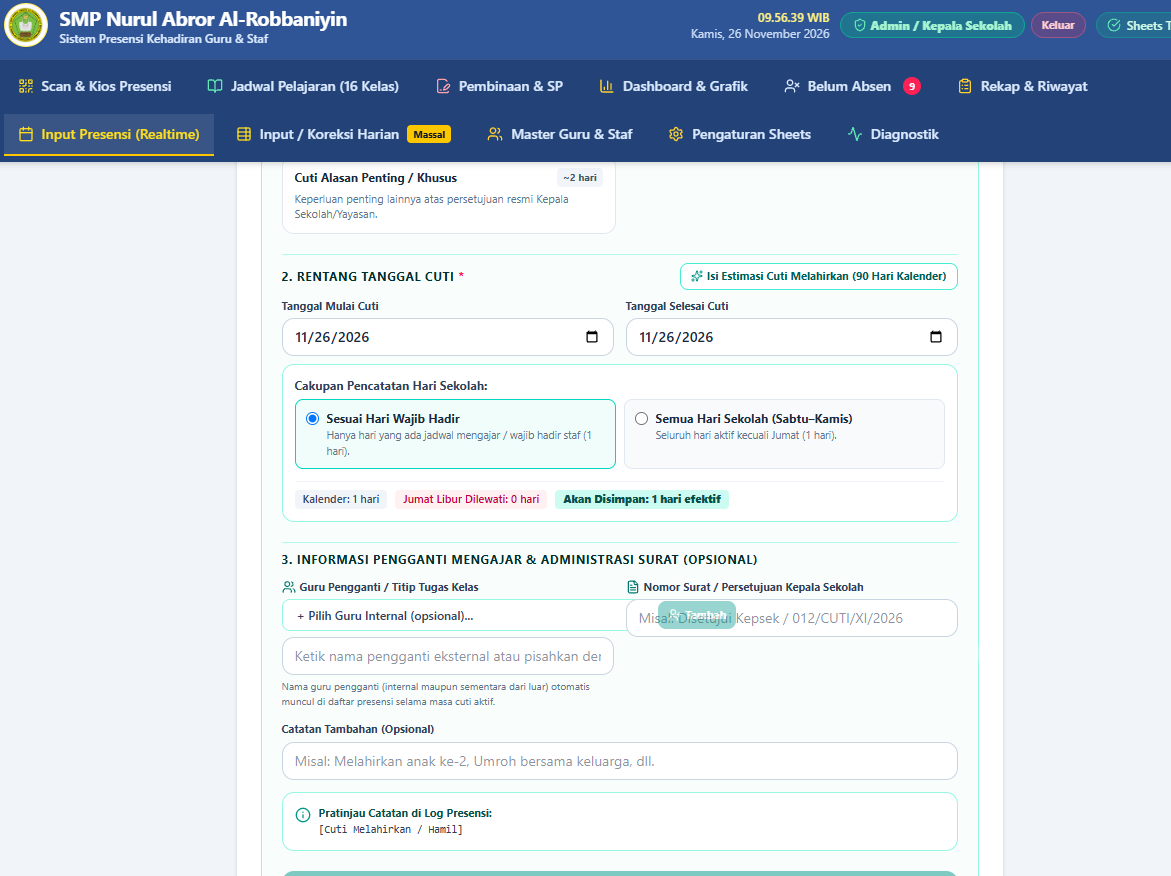 SMP Nurul Abror Al-Robbaniyin
Sistem Presensi Kehadiran Guru & Staf
09.56.39 WIB
Kamis, 26 November 2026
Admin / Kepala Sekolah
Keluar
Sheets T
Scan & Kios Presensi
Jadwal Pelajaran (16 Kelas)
Pembinaan & SP
Dashboard & Grafik
Belum Absen 9
Rekap & Riwayat
Input Presensi (Realtime)
Input / Koreksi Harian Massal
Master Guru & Staf
Pengaturan Sheets
Diagnostik
Cuti Alasan Penting / Khusus
~2 hari
Keperluan penting lainnya atas persetujuan resmi Kepala
Sekolah/Yayasan.
2. RENTANG TANGGAL CUTI *
Isi Estimasi Cuti Melahirkan (90 Hari Kalender)
Tanggal Mulai Cuti
Tanggal Selesai Cuti
11/26/2026
11/26/2026
Cakupan Pencatatan Hari Sekolah:
Sesuai Hari Wajib Hadir
Hanya hari yang ada jadwal mengajar / wajib hadir staf (1
hari).
Semua Hari Sekolah (Sabtu–Kamis)
Seluruh hari aktif kecuali Jumat (1 hari).
Kalender: 1 hari
Jumat Libur Dilewati: 0 hari
Akan Disimpan: 1 hari efektif
3. INFORMASI PENGGANTI MENGAJAR & ADMINISTRASI SURAT (OPSIONAL)
Guru Pengganti / Titip Tugas Kelas
Nomor Surat / Persetujuan Kepala Sekolah
+ Pilih Guru Internal (opsional)...
Tambah
Misal: Disetujui Kepsek / 012/CUTI/XI/2026
Ketik nama pengganti eksternal atau pisahkan der
Nama guru pengganti (internal maupun sementara dari luar) otomatis
muncul di daftar presensi selama masa cuti aktif.
Catatan Tambahan (Opsional)
Misal: Melahirkan anak ke-2, Umroh bersama keluarga, dll.
Pratinjau Catatan di Log Presensi:
[Cuti Melahirkan / Hamil]